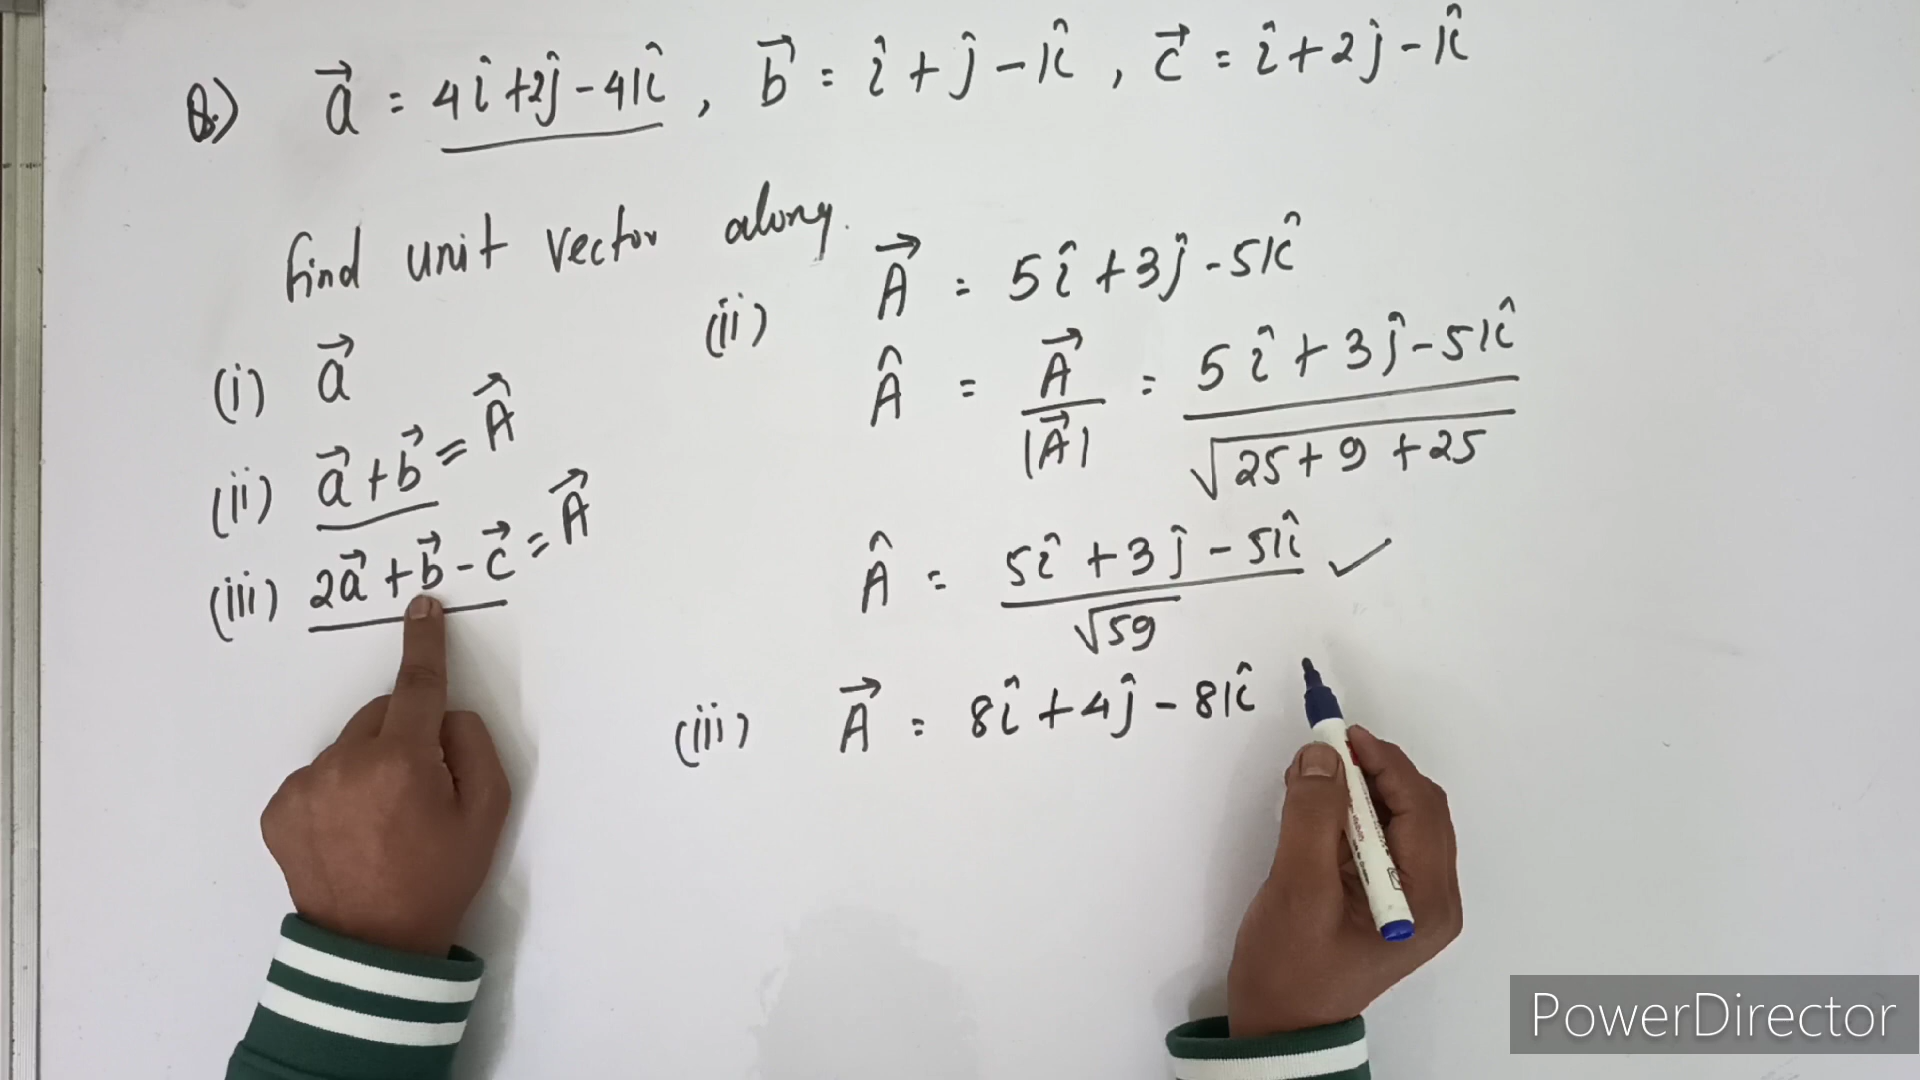 Q.) a⃗ = 4î+2ĵ-4k̂, b⃗ = î+ĵ-k̂, c⃗ = î+2ĵ-k̂
find unit vector along.
(i) a⃗
(ii) a⃗+b⃗ = A⃗
(iii) 2a⃗+b⃗-c⃗ = A⃗
(ii) A⃗ = 5î+3ĵ-5k̂
Â = A⃗/|A⃗| = (5î+3ĵ-5k̂)/√(25+9+25)
Â = (5î+3ĵ-5k̂)/√59 ✓
(iii) A⃗ = 8î+4ĵ-8k̂
PowerDirector